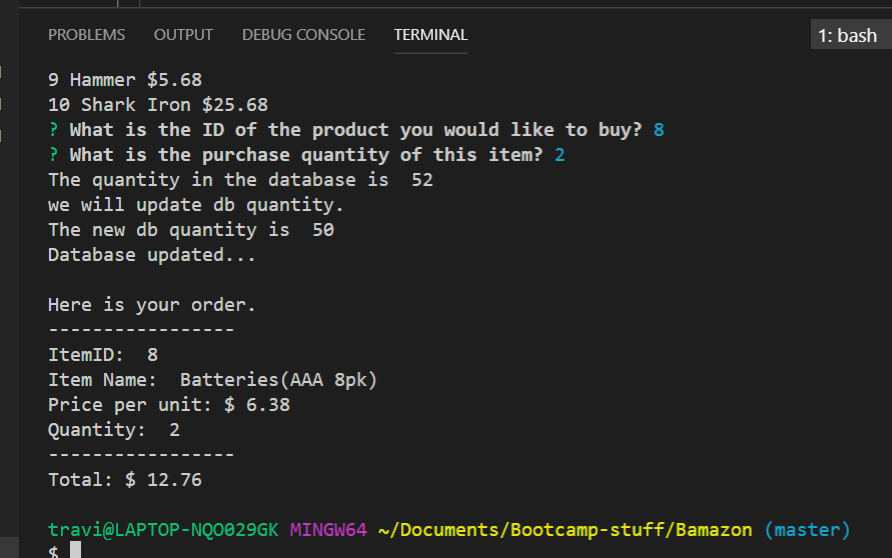 PROBLEMS OUTPUT DEBUG CONSOLE TERMINAL 1: bash
9 Hammer $5.68
10 Shark Iron $25.68
? What is the ID of the product you would like to buy? 8
? What is the purchase quantity of this item? 2
The quantity in the database is  52
we will update db quantity.
The new db quantity is  50
Database updated...
Here is your order.
-----------------
ItemID:  8
Item Name:  Batteries(AAA 8pk)
Price per unit: $ 6.38
Quantity:  2
-----------------
Total: $ 12.76
travi@LAPTOP-NQO029GK MINGW64 ~/Documents/Bootcamp-stuff/Bamazon (master)
$